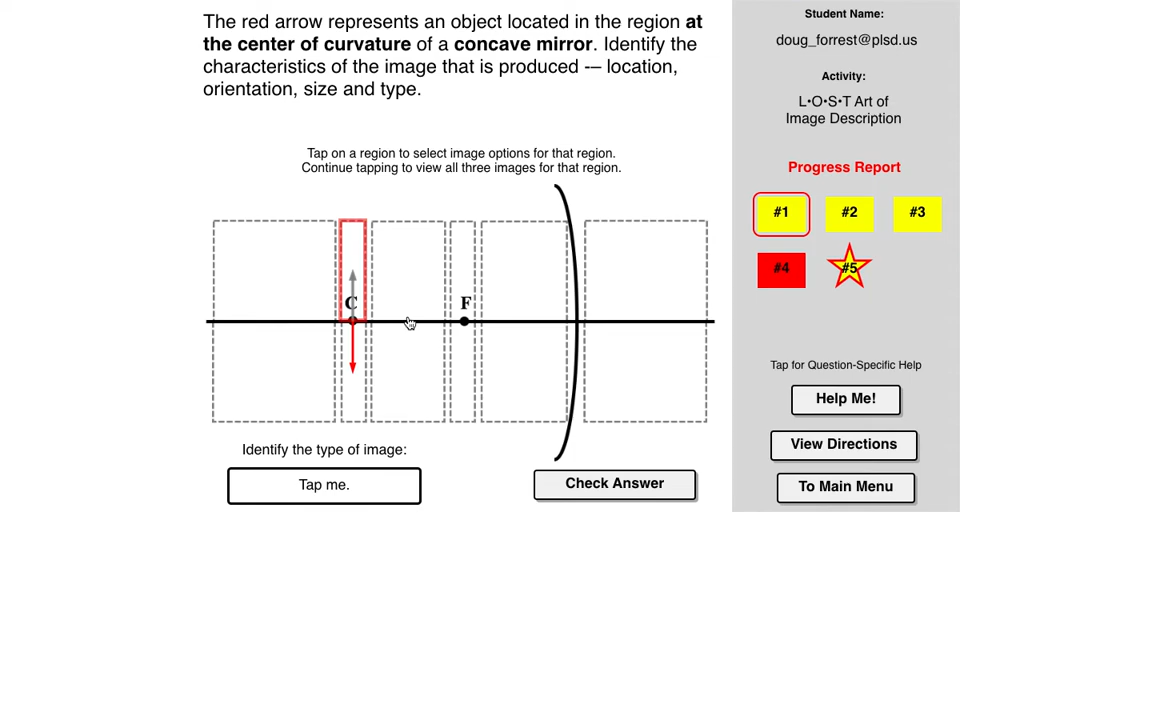 The red arrow represents an object located in the region at
the center of curvature of a concave mirror. Identify the
characteristics of the image that is produced -– location,
orientation, size and type.
Tap on a region to select image options for that region.
Continue tapping to view all three images for that region.
C
F
Identify the type of image:
Tap me.
Check Answer
Student Name:
doug_forrest@plsd.us
Activity:
L•O•S•T Art of
Image Description
Progress Report
#1 #2 #3
#4 #5
Tap for Question-Specific Help
Help Me!
View Directions
To Main Menu